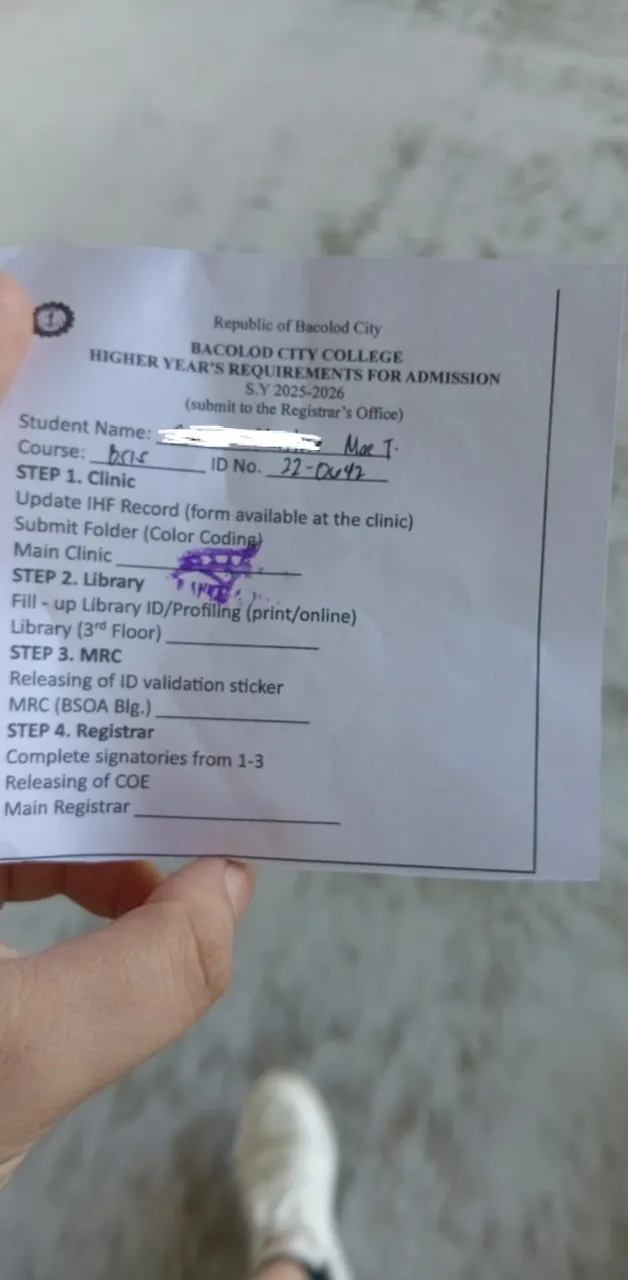 Republic of Bacolod City
BACOLOD CITY COLLEGE
HIGHER YEAR'S REQUIREMENTS FOR ADMISSION
S.Y 2025-2026
(submit to the Registrar's Office)
Student Name: Mae T.
Course: BSIS ID No. 22-0642
STEP 1. Clinic
Update IHF Record (form available at the clinic)
Submit Folder (Color Coding)
Main Clinic
STEP 2. Library
Fill - up Library ID/Profiling (print/online)
Library (3rd Floor)
STEP 3. MRC
Releasing of ID validation sticker
MRC (BSOA Blg.)
STEP 4. Registrar
Complete signatories from 1-3
Releasing of COE
Main Registrar